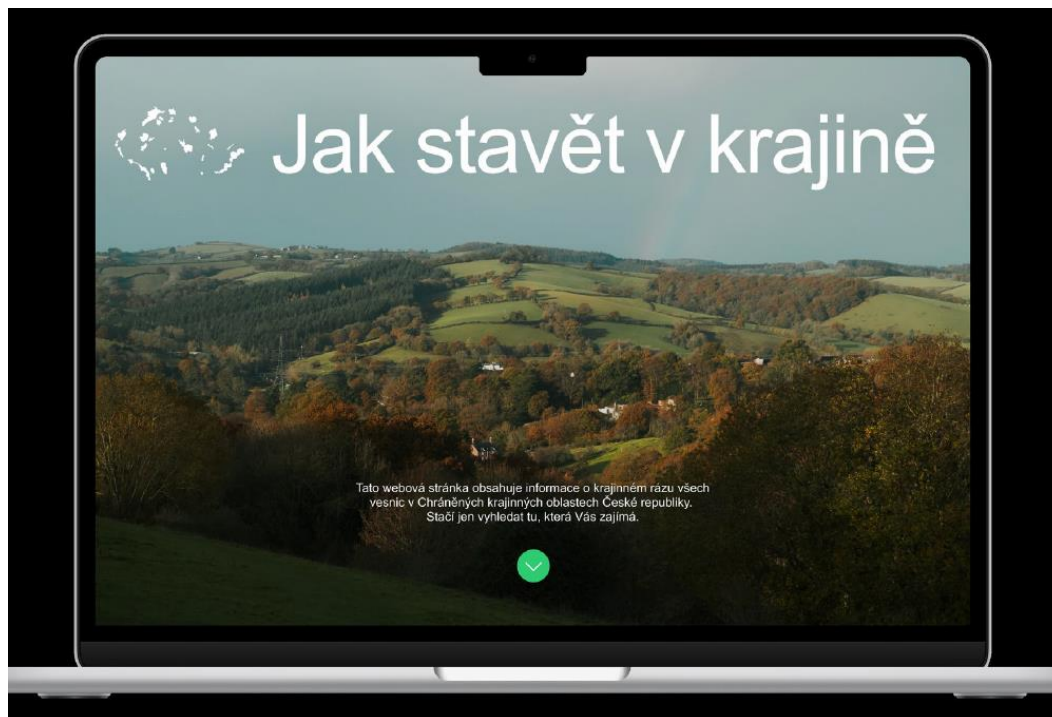 Jak stavět v krajině
Tato webová stránka obsahuje informace o krajinném rázu všech
vesnic v Chráněných krajinných oblastech České republiky.
Stačí jen vyhledat tu, která Vás zajímá.